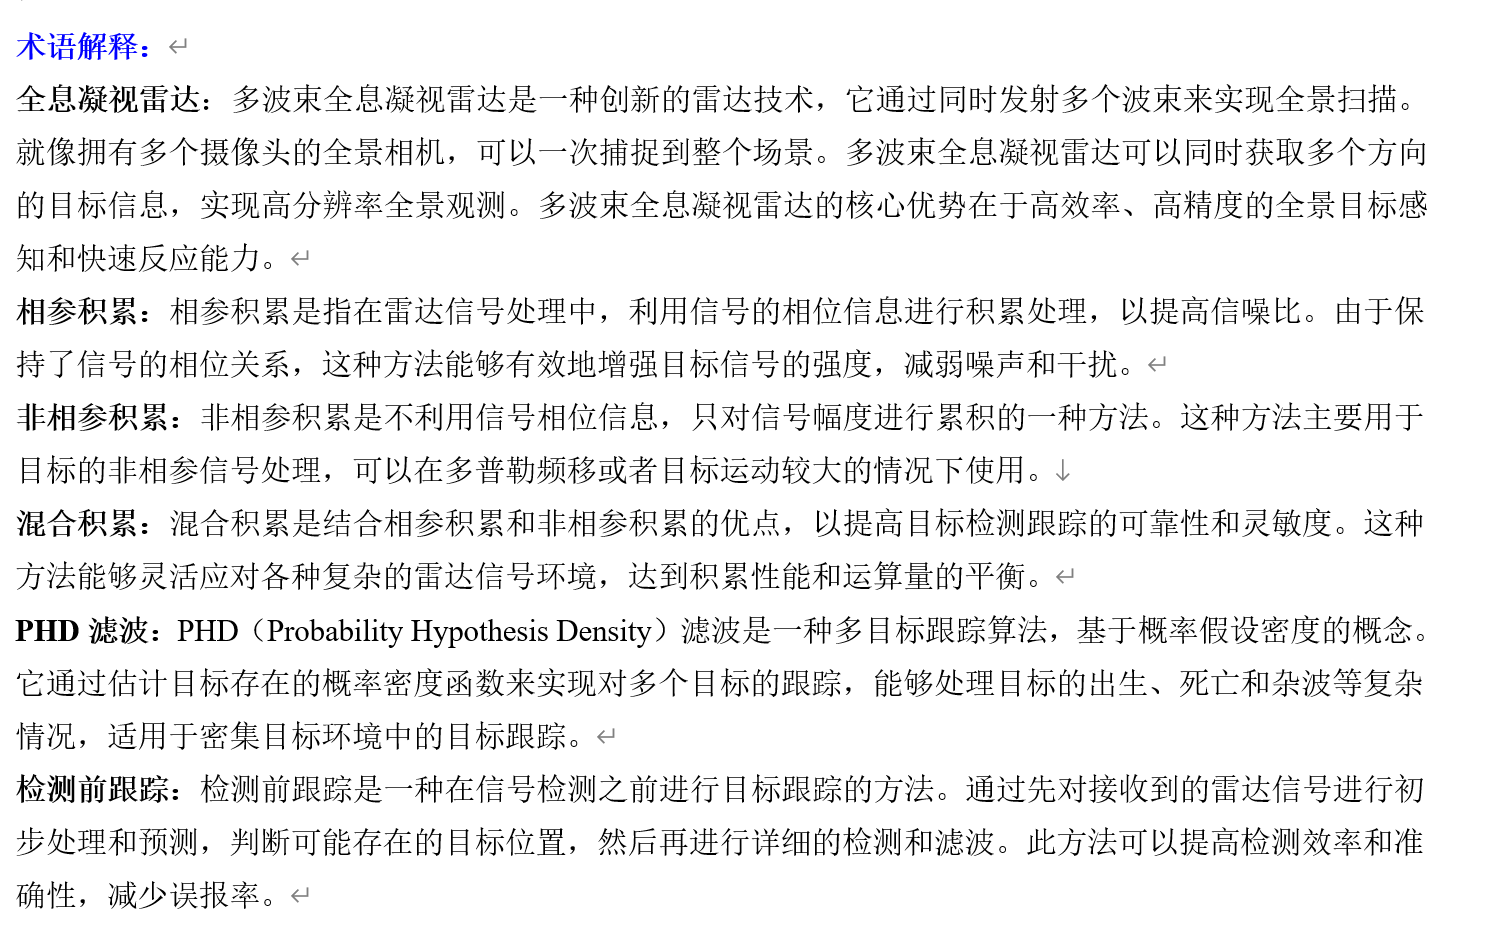 术语解释：
全息凝视雷达：多波束全息凝视雷达是一种创新的雷达技术，它通过同时发射多个波束来实现全景扫描。
就像拥有多个摄像头的全景相机，可以一次捕捉到整个场景。多波束全息凝视雷达可以同时获取多个方向
的目标信息，实现高分辨率全景观测。多波束全息凝视雷达的核心优势在于高效率、高精度的全景目标感
知和快速反应能力。
相参积累：相参积累是指在雷达信号处理中，利用信号的相位信息进行积累处理，以提高信噪比。由于保
持了信号的相位关系，这种方法能够有效地增强目标信号的强度，减弱噪声和干扰。
非相参积累：非相参积累是不利用信号相位信息，只对信号幅度进行累积的一种方法。这种方法主要用于
目标的非相参信号处理，可以在多普勒频移或者目标运动较大的情况下使用。
混合积累：混合积累是结合相参积累和非相参积累的优点，以提高目标检测跟踪的可靠性和灵敏度。这种
方法能够灵活应对各种复杂的雷达信号环境，达到积累性能和运算量的平衡。
PHD 滤波：PHD（Probability Hypothesis Density）滤波是一种多目标跟踪算法，基于概率假设密度的概念。
它通过估计目标存在的概率密度函数来实现对多个目标的跟踪，能够处理目标的出生、死亡和杂波等复杂
情况，适用于密集目标环境中的目标跟踪。
检测前跟踪：检测前跟踪是一种在信号检测之前进行目标跟踪的方法。通过先对接收到的雷达信号进行初
步处理和预测，判断可能存在的目标位置，然后再进行详细的检测和滤波。此方法可以提高检测效率和准
确性，减少误报率。